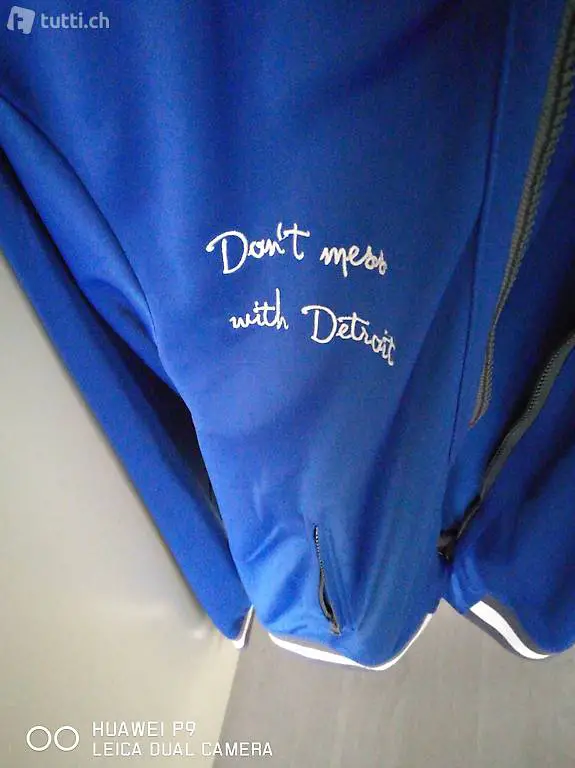 tutti.ch
Don't mess
with Detroit
HUAWEI P9
LEICA DUAL CAMERA